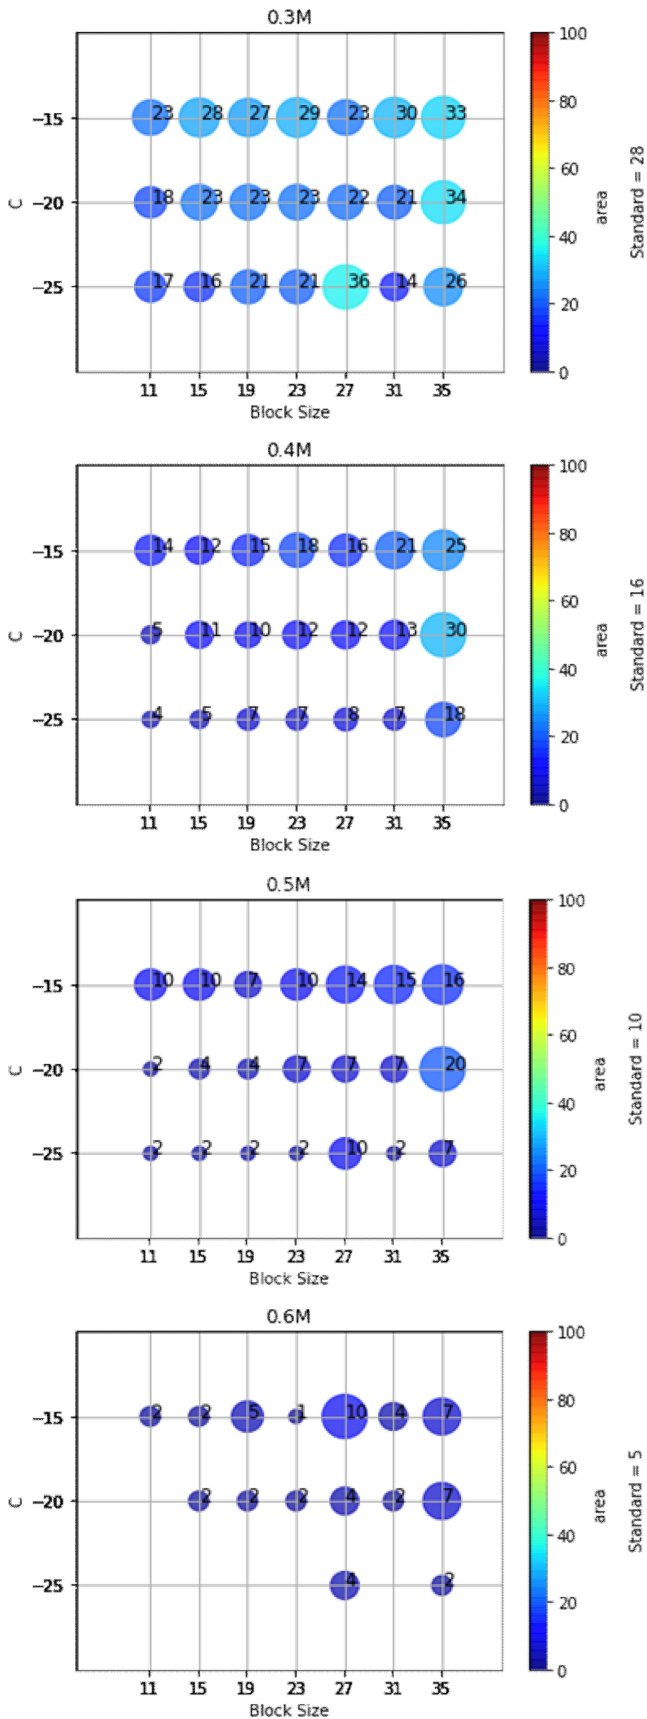 0.3M
100
-15 23 28 27 29 23 30 33
80
60
C -20 18 23 23 23 22 21 34
40
-25 17 16 21 21 36 14 26
20
0
11 15 19 23 27 31 35
Block Size
area
Standard = 28
0.4M
100
-15 14 12 15 18 16 21 25
80
60
C -20 5 11 10 12 12 13 30
40
-25 4 5 7 7 8 7 18
20
0
11 15 19 23 27 31 35
Block Size
area
Standard = 16
0.5M
100
-15 10 10 7 10 14 15 16
80
60
C -20 2 4 4 7 7 7 20
40
-25 2 2 2 2 10 2 7
20
0
11 15 19 23 27 31 35
Block Size
area
Standard = 10
0.6M
100
-15 2 2 5 1 10 4 7
80
60
C -20 2 2 2 4 2 7
40
-25 4 2
20
0
11 15 19 23 27 31 35
Block Size
area
Standard = 5